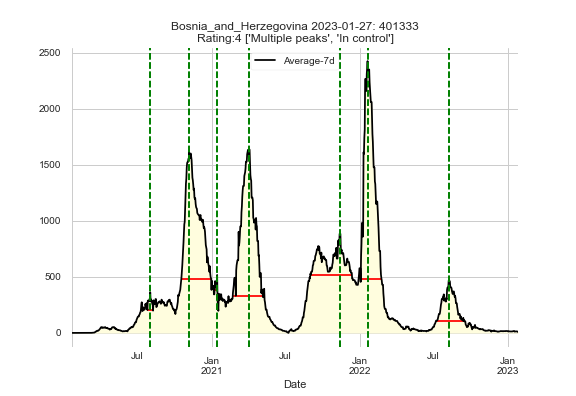 Bosnia_and_Herzegovina 2023-01-27: 401333
Rating:4 ['Multiple peaks', 'In control']
Average-7d
2500
2000
1500
1000
500
0
Jul
Jan
2021
Jul
Jan
2022
Jul
Jan
2023
Date